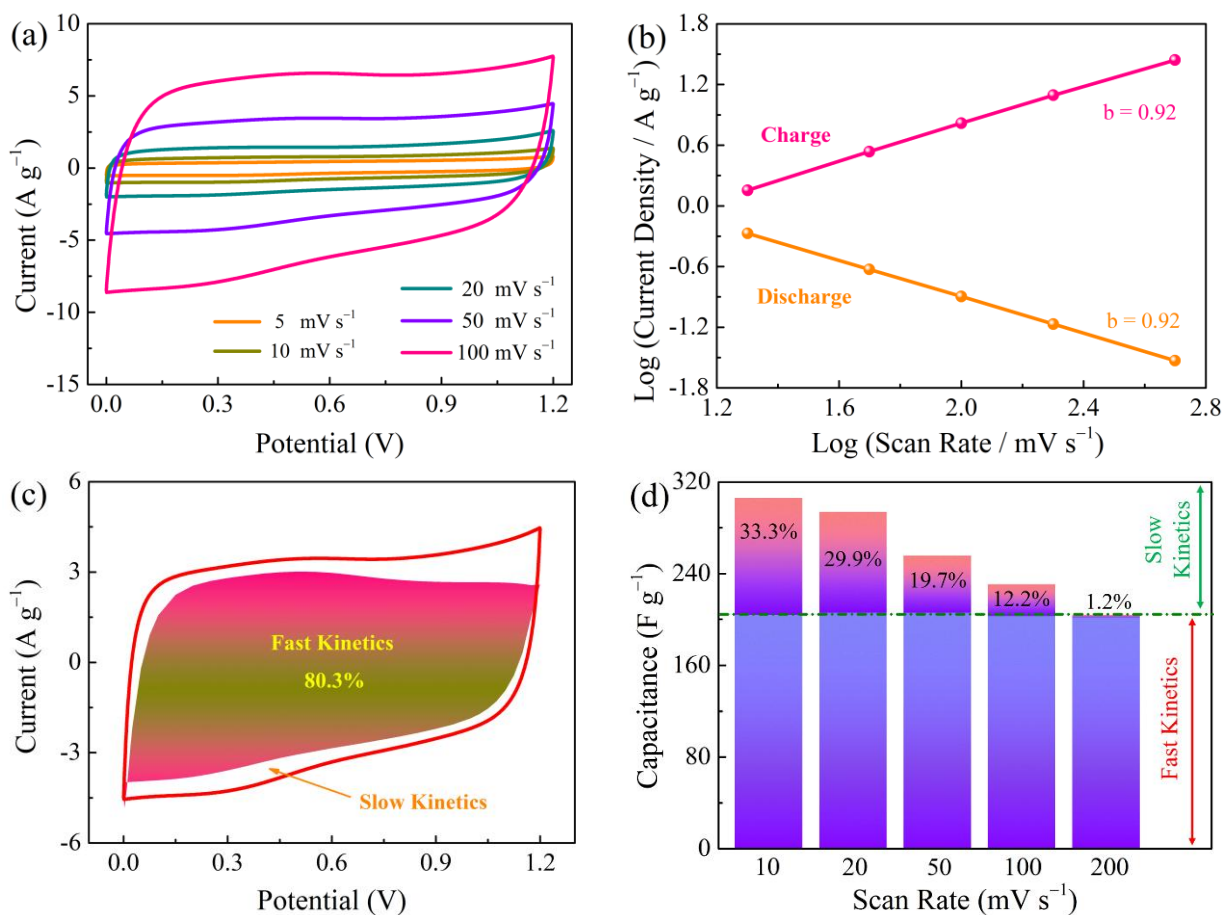 (a)
10
5
0
-5
-10
-15
Current (A g⁻¹)
0.0 0.3 0.6 0.9 1.2
Potential (V)
5 mV s⁻¹
10 mV s⁻¹
20 mV s⁻¹
50 mV s⁻¹
100 mV s⁻¹
(b)
1.8
1.2
0.6
0.0
-0.6
-1.2
-1.8
Log (Current Density / A g⁻¹)
Charge
b = 0.92
Discharge
b = 0.92
1.2 1.6 2.0 2.4 2.8
Log (Scan Rate / mV s⁻¹)
(c)
6
3
0
-3
-6
Current (A g⁻¹)
Fast Kinetics
80.3%
Slow Kinetics
0.0 0.3 0.6 0.9 1.2
Potential (V)
(d)
320
240
160
80
0
Capacitance (F g⁻¹)
33.3%
29.9%
19.7%
12.2%
1.2%
Slow
Kinetics
Fast Kinetics
10 20 50 100 200
Scan Rate (mV s⁻¹)